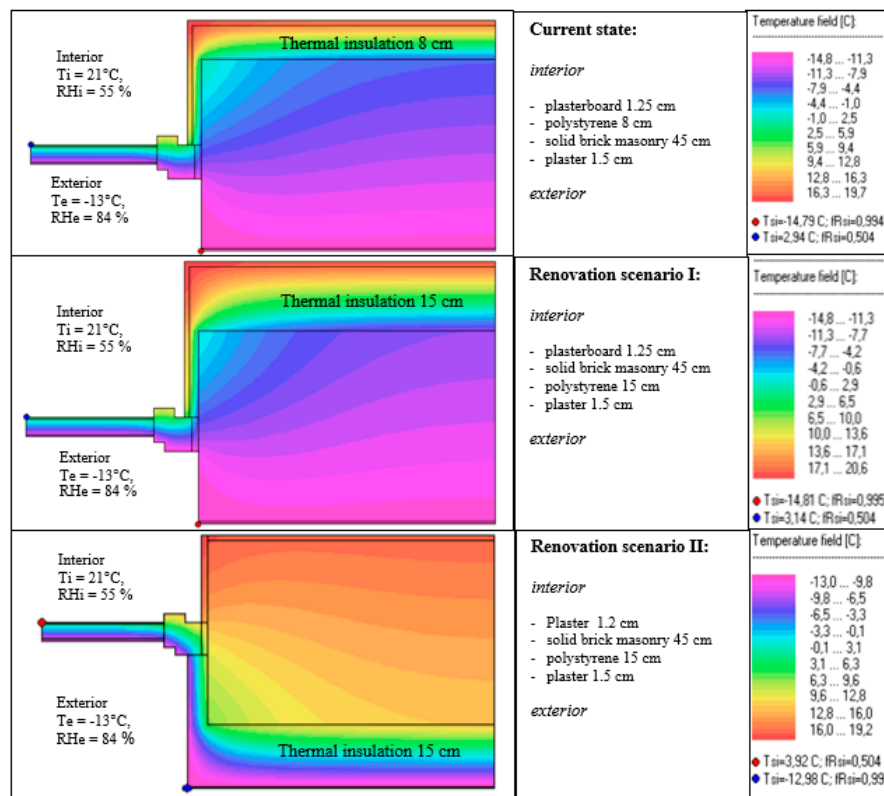 Interior
Ti = 21°C,
RHi = 55 %
Thermal insulation 8 cm
Exterior
Te = -13°C,
RHe = 84 %
Current state:
interior
- plasterboard 1.25 cm
- polystyrene 8 cm
- solid brick masonry 45 cm
- plaster 1.5 cm
exterior
Temperature field [C]:
-14,8 ... -11,3
-11,3 ... -7,9
-7,9 ... -4,4
-4,4 ... -1,0
-1,0 ... 2,5
2,5 ... 5,9
5,9 ... 9,4
9,4 ... 12,8
12,8 ... 16,3
16,3 ... 19,7
Tsi=-14,79 C; fRsi=0,994
Tsi=2,94 C; fRsi=0,504
Interior
Ti = 21°C,
RHi = 55 %
Thermal insulation 15 cm
Exterior
Te = -13°C,
RHe = 84 %
Renovation scenario I:
interior
- plasterboard 1.25 cm
- solid brick masonry 45 cm
- polystyrene 15 cm
- plaster 1.5 cm
exterior
Temperature field [C]:
-14,8 ... -11,3
-11,3 ... -7,7
-7,7 ... -4,2
-4,2 ... -0,6
-0,6 ... 2,9
2,9 ... 6,5
6,5 ... 10,0
10,0 ... 13,6
13,6 ... 17,1
17,1 ... 20,6
Tsi=-14,81 C; fRsi=0,995
Tsi=3,14 C; fRsi=0,504
Interior
Ti = 21°C,
RHi = 55 %
Exterior
Te = -13°C,
RHe = 84 %
Thermal insulation 15 cm
Renovation scenario II:
interior
- Plaster 1.2 cm
- solid brick masonry 45 cm
- polystyrene 15 cm
- plaster 1.5 cm
exterior
Temperature field [C]:
-13,0 ... -9,8
-9,8 ... -6,5
-6,5 ... -3,3
-3,3 ... -0,1
-0,1 ... 3,1
3,1 ... 6,3
6,3 ... 9,6
9,6 ... 12,8
12,8 ... 16,0
16,0 ... 19,2
Tsi=3,92 C; fRsi=0,504
Tsi=-12,98 C; fRsi=0,99